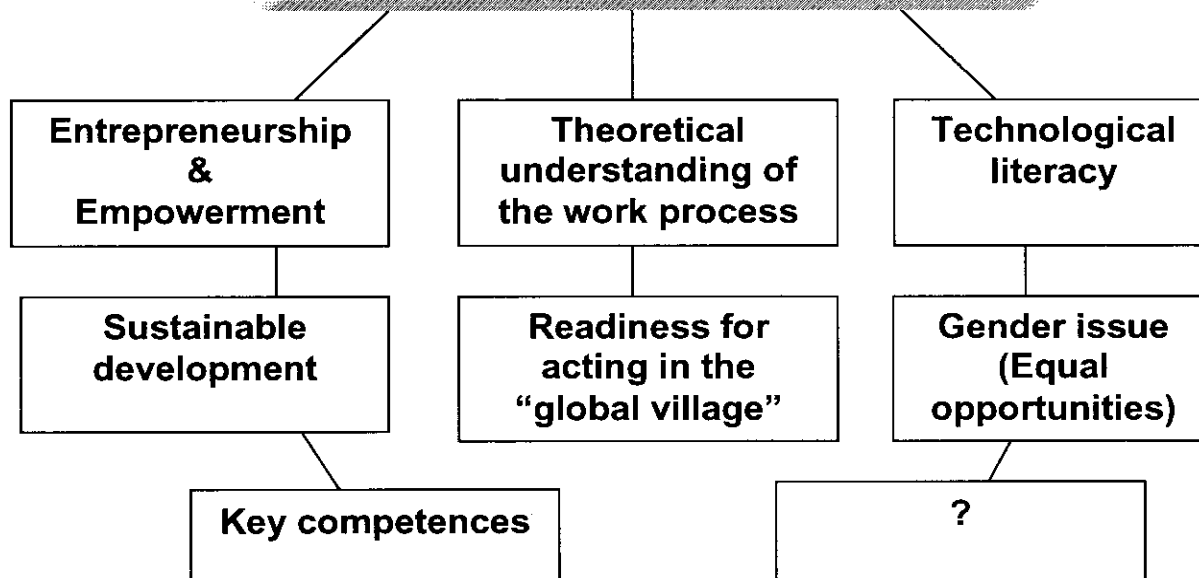 Entrepreneurship
&
Empowerment
Theoretical
understanding of
the work process
Technological
literacy
Sustainable
development
Readiness for
acting in the
“global village”
Gender issue
(Equal
opportunities)
Key competences
?